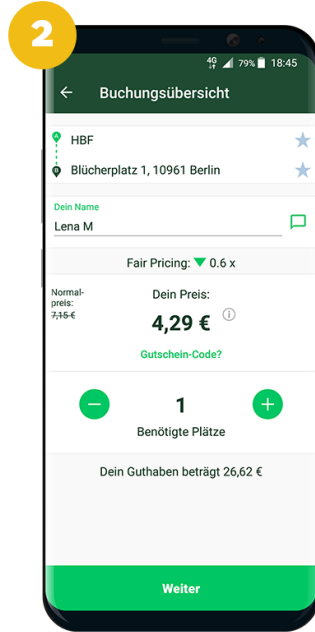 2
4G 79% 18:45
Buchungsübersicht
A HBF
B Blücherplatz 1, 10961 Berlin
Dein Name
Lena M
Fair Pricing: 0.6 x
Normal-
preis:
7,15 €
Dein Preis:
4,29 €
Gutschein-Code?
1
Benötigte Plätze
Dein Guthaben beträgt 26,62 €
Weiter